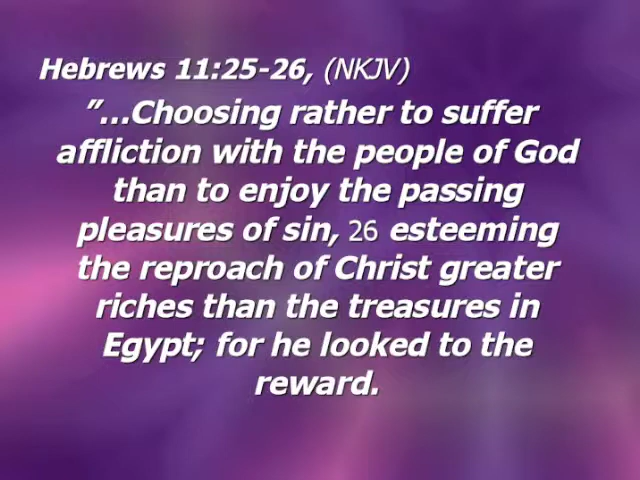 Hebrews 11:25-26, (NKJV)
”…Choosing rather to suffer
affliction with the people of God
than to enjoy the passing
pleasures of sin, 26 esteeming
the reproach of Christ greater
riches than the treasures in
Egypt; for he looked to the
reward.